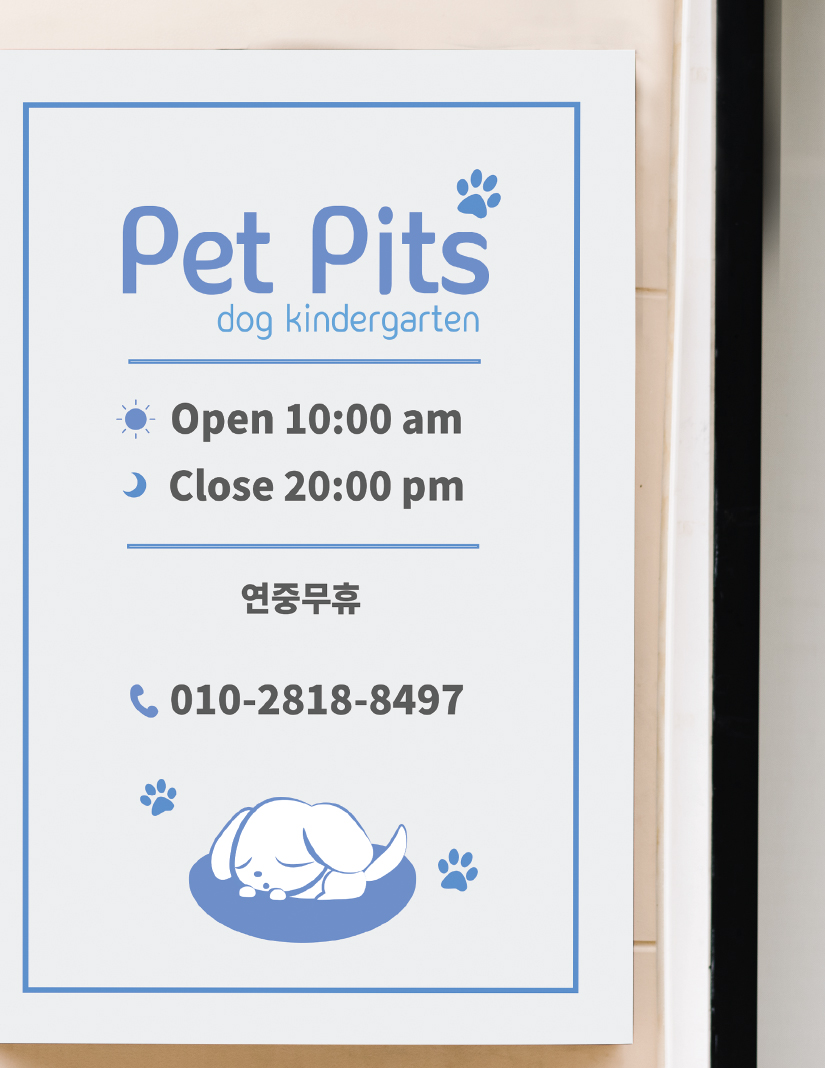 Pet Pits
dog kindergarten
Open 10:00 am
Close 20:00 pm
연중무휴
010-2818-8497